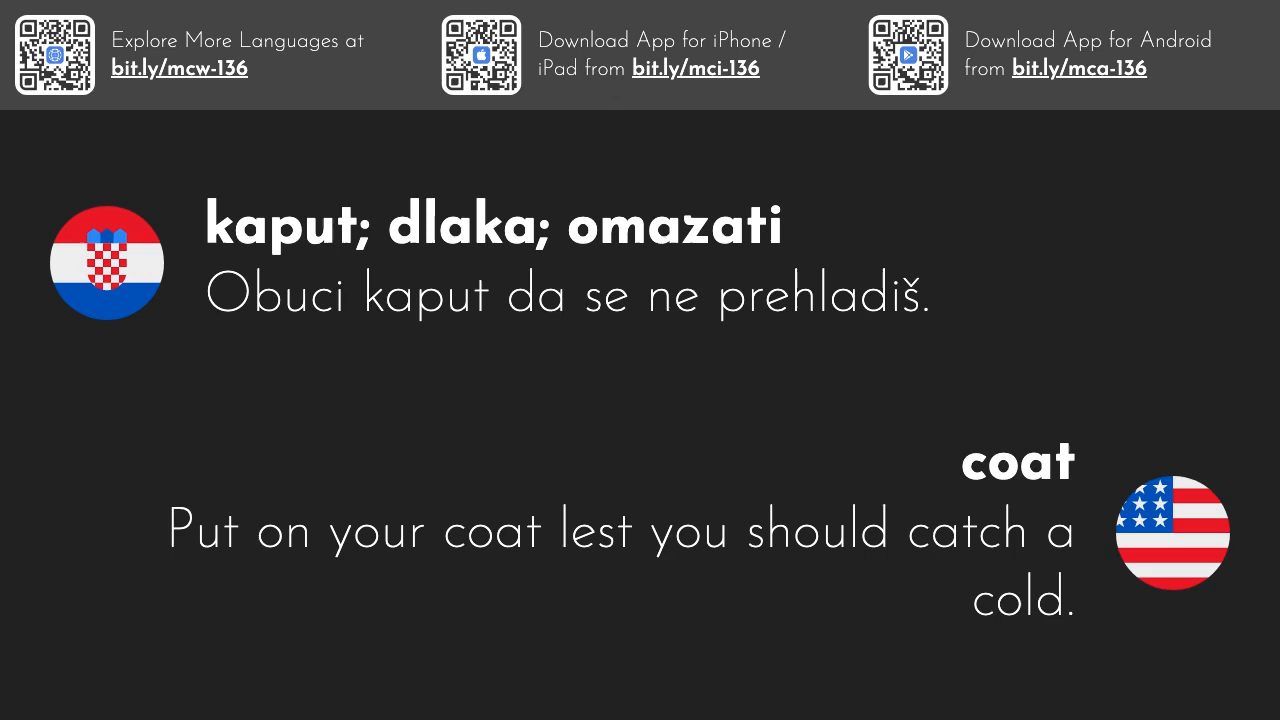 Explore More Languages at
bit.ly/mcw-136
Download App for iPhone /
iPad from bit.ly/mci-136
Download App for Android
from bit.ly/mca-136
kaput; dlaka; omazati
Obuci kaput da se ne prehladiš.
coat
Put on your coat lest you should catch a
cold.